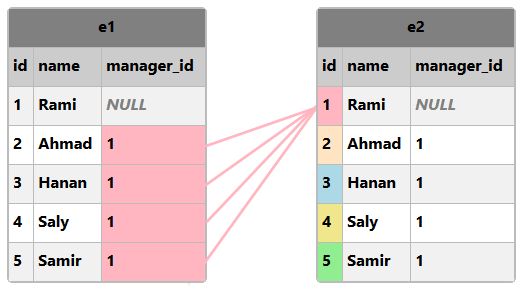 e1
id name manager_id
1 Rami NULL
2 Ahmad 1
3 Hanan 1
4 Saly 1
5 Samir 1
e2
id name manager_id
1 Rami NULL
2 Ahmad 1
3 Hanan 1
4 Saly 1
5 Samir 1